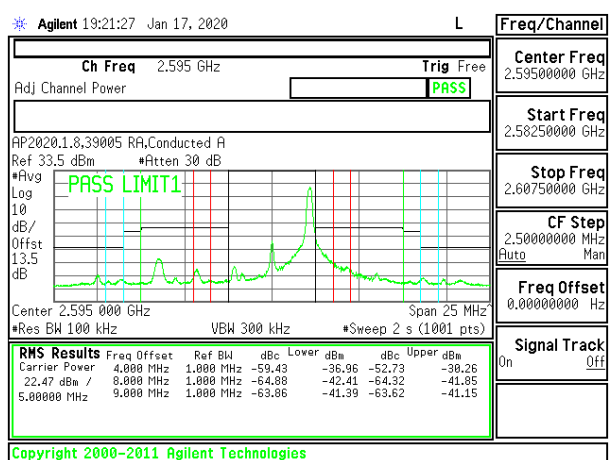 Agilent 19:21:27 Jan 17, 2020 L Freq/Channel
Ch Freq 2.595 GHz Trig Free
Adj Channel Power PASS
AP2020.1.8,39005 RA,Conducted A
Ref 33.5 dBm #Atten 30 dB
#Avg
Log
10
dB/
Offst
13.5
dB
PASS LIMIT1
Center 2.595 000 GHz Span 25 MHz^
#Res BW 100 kHz VBW 300 kHz #Sweep 2 s (1001 pts)
RMS Results Freq Offset Ref BW dBc Lower dBm dBc Upper dBm
Carrier Power 4.000 MHz 1.000 MHz -59.43 -36.96 -52.73 -30.26
22.47 dBm / 8.000 MHz 1.000 MHz -64.88 -42.41 -64.32 -41.85
5.00000 MHz 9.000 MHz 1.000 MHz -63.86 -41.39 -63.62 -41.15
Copyright 2000-2011 Agilent Technologies
Center Freq
2.59500000 GHz
Start Freq
2.58250000 GHz
Stop Freq
2.60750000 GHz
CF Step
2.50000000 MHz
Auto Man
Freq Offset
0.00000000 Hz
Signal Track
On Off